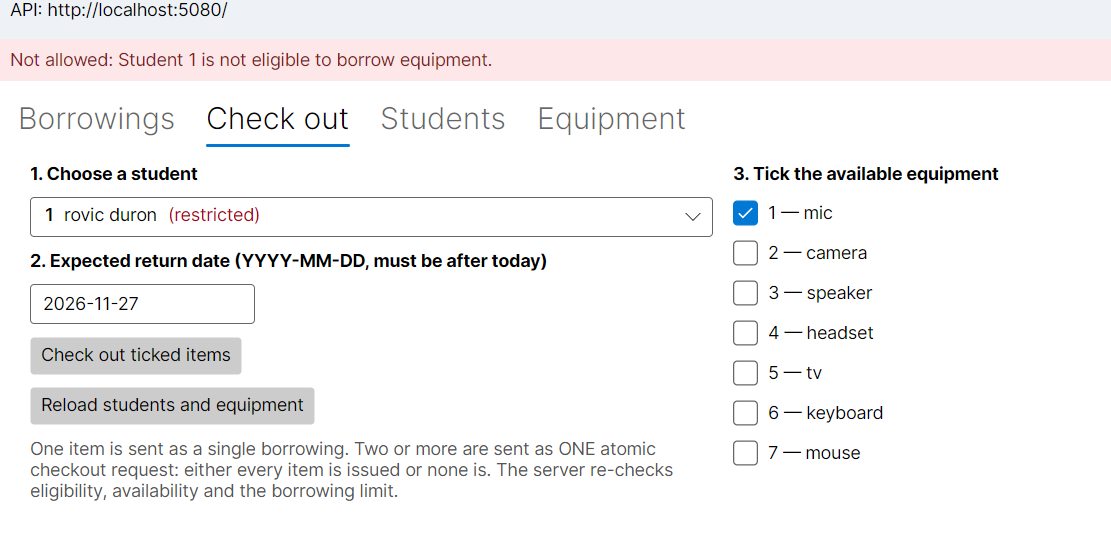 API: http://localhost:5080/
Not allowed: Student 1 is not eligible to borrow equipment.
Borrowings Check out Students Equipment
1. Choose a student
1 rovic duron (restricted)
2. Expected return date (YYYY-MM-DD, must be after today)
2026-11-27
Check out ticked items
Reload students and equipment
One item is sent as a single borrowing. Two or more are sent as ONE atomic
checkout request: either every item is issued or none is. The server re-checks
eligibility, availability and the borrowing limit.
3. Tick the available equipment
1 — mic
2 — camera
3 — speaker
4 — headset
5 — tv
6 — keyboard
7 — mouse